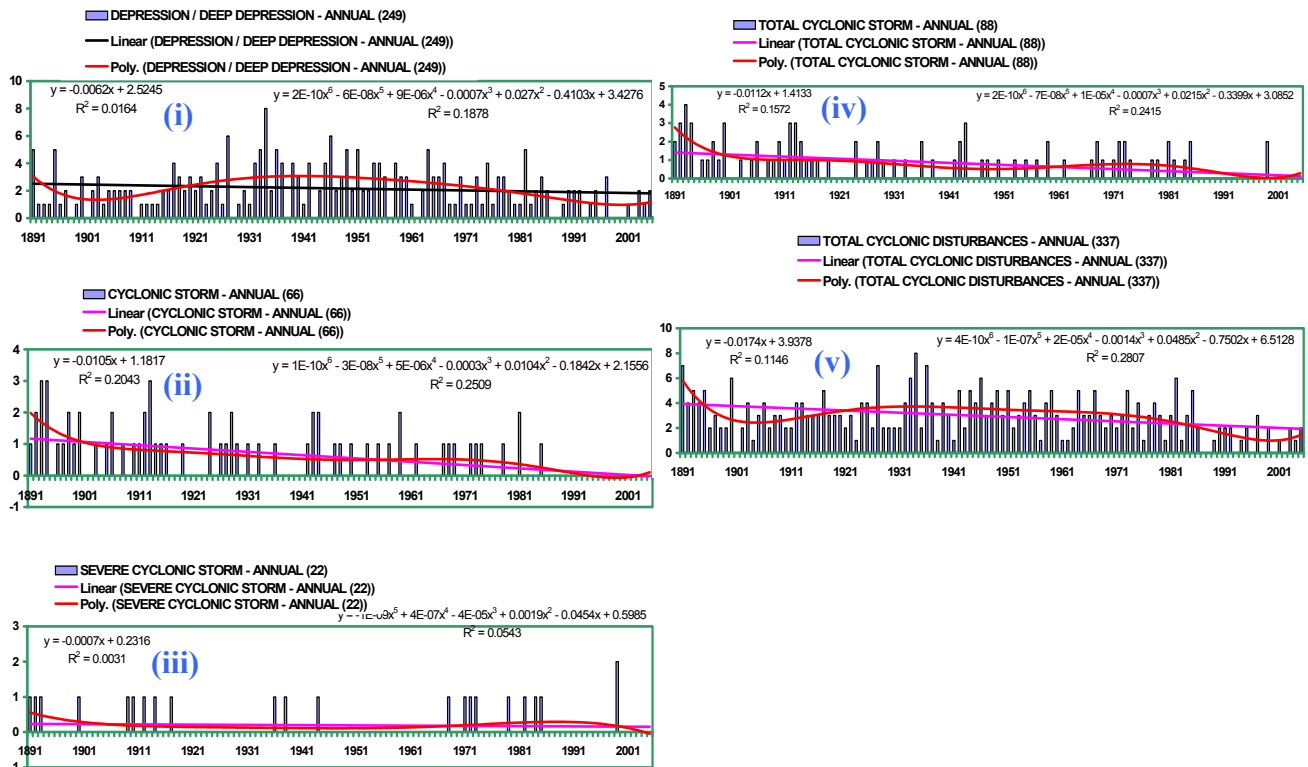 DEPRESSION / DEEP DEPRESSION - ANNUAL (249)
Linear (DEPRESSION / DEEP DEPRESSION - ANNUAL (249))
Poly. (DEPRESSION / DEEP DEPRESSION - ANNUAL (249))
y = -0.0062x + 2.5245
R² = 0.0164
y = 2E-10x⁶ - 6E-08x⁵ + 9E-06x⁴ - 0.0007x³ + 0.027x² - 0.4103x + 3.4276
R² = 0.1878
(i)
10
8
6
4
2
0
1891 1901 1911 1921 1931 1941 1951 1961 1971 1981 1991 2001
CYCLONIC STORM - ANNUAL (66)
Linear (CYCLONIC STORM - ANNUAL (66))
Poly. (CYCLONIC STORM - ANNUAL (66))
y = -0.0105x + 1.1817
R² = 0.2043
y = 1E-10x⁶ - 3E-08x⁵ + 5E-06x⁴ - 0.0003x³ + 0.0104x² - 0.1842x + 2.1556
R² = 0.2509
(ii)
4
3
2
1
0
-1
1891 1901 1911 1921 1931 1941 1951 1961 1971 1981 1991 2001
SEVERE CYCLONIC STORM - ANNUAL (22)
Linear (SEVERE CYCLONIC STORM - ANNUAL (22))
Poly. (SEVERE CYCLONIC STORM - ANNUAL (22))
y = -0.0007x + 0.2316
R² = 0.0031
y = -1E-09x⁵ + 4E-07x⁴ - 4E-05x³ + 0.0019x² - 0.0454x + 0.5985
R² = 0.0543
(iii)
3
2
1
0
-1
1891 1901 1911 1921 1931 1941 1951 1961 1971 1981 1991 2001
TOTAL CYCLONIC STORM - ANNUAL (88)
Linear (TOTAL CYCLONIC STORM - ANNUAL (88))
Poly. (TOTAL CYCLONIC STORM - ANNUAL (88))
y = -0.0112x + 1.4133
R² = 0.1572
y = 2E-10x⁶ - 7E-08x⁵ + 1E-05x⁴ - 0.0007x³ + 0.0215x² - 0.3399x + 3.0852
R² = 0.2415
(iv)
5
4
3
2
1
0
1891 1901 1911 1921 1931 1941 1951 1961 1971 1981 1991 2001
TOTAL CYCLONIC DISTURBANCES - ANNUAL (337)
Linear (TOTAL CYCLONIC DISTURBANCES - ANNUAL (337))
Poly. (TOTAL CYCLONIC DISTURBANCES - ANNUAL (337))
y = -0.0174x + 3.9378
R² = 0.1146
y = 4E-10x⁶ - 1E-07x⁵ + 2E-05x⁴ - 0.0014x³ + 0.0485x² - 0.7502x + 6.5128
R² = 0.2807
(v)
10
8
6
4
2
0
1891 1901 1911 1921 1931 1941 1951 1961 1971 1981 1991 2001